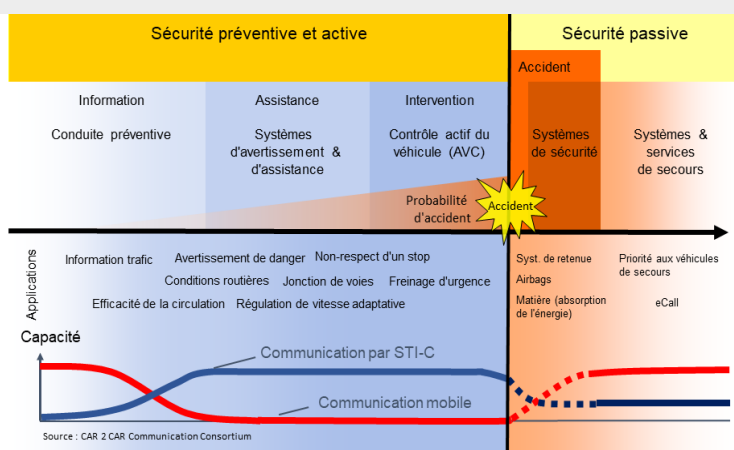 Sécurité préventive et active
Sécurité passive
Accident
Information
Assistance
Intervention
Conduite préventive
Systèmes
d'avertissement &
d'assistance
Contrôle actif du
véhicule (AVC)
Systèmes
de sécurité
Systèmes &
services
de secours
Probabilité
d'accident
Accident
Applications
Information trafic
Avertissement de danger
Non-respect d'un stop
Conditions routières
Jonction de voies
Freinage d'urgence
Efficacité de la circulation
Régulation de vitesse adaptative
Syst. de retenue
Airbags
Matière (absorption
de l'énergie)
Priorité aux véhicules
de secours
eCall
Capacité
Communication par STI-C
Communication mobile
Source : CAR 2 CAR Communication Consortium